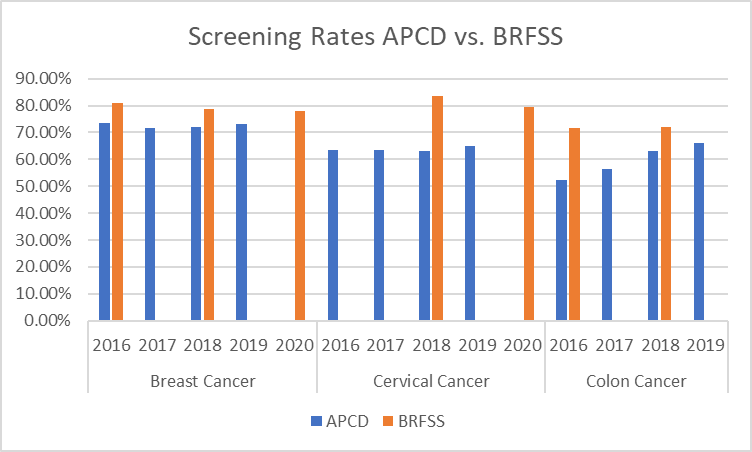 Screening Rates APCD vs. BRFSS
90.00%
80.00%
70.00%
60.00%
50.00%
40.00%
30.00%
20.00%
10.00%
0.00%
2016 2017 2018 2019 2020 2016 2017 2018 2019 2020 2016 2017 2018 2019
Breast Cancer Cervical Cancer Colon Cancer
APCD BRFSS